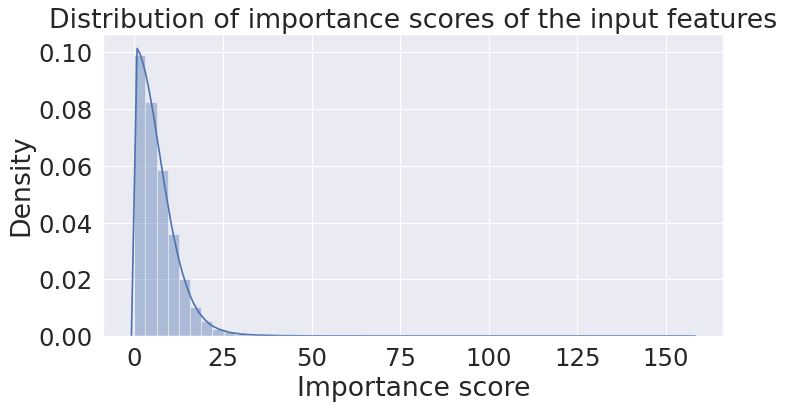 Distribution of importance scores of the input features
0.10
0.08
0.06
0.04
0.02
0.00
Density
0 25 50 75 100 125 150
Importance score